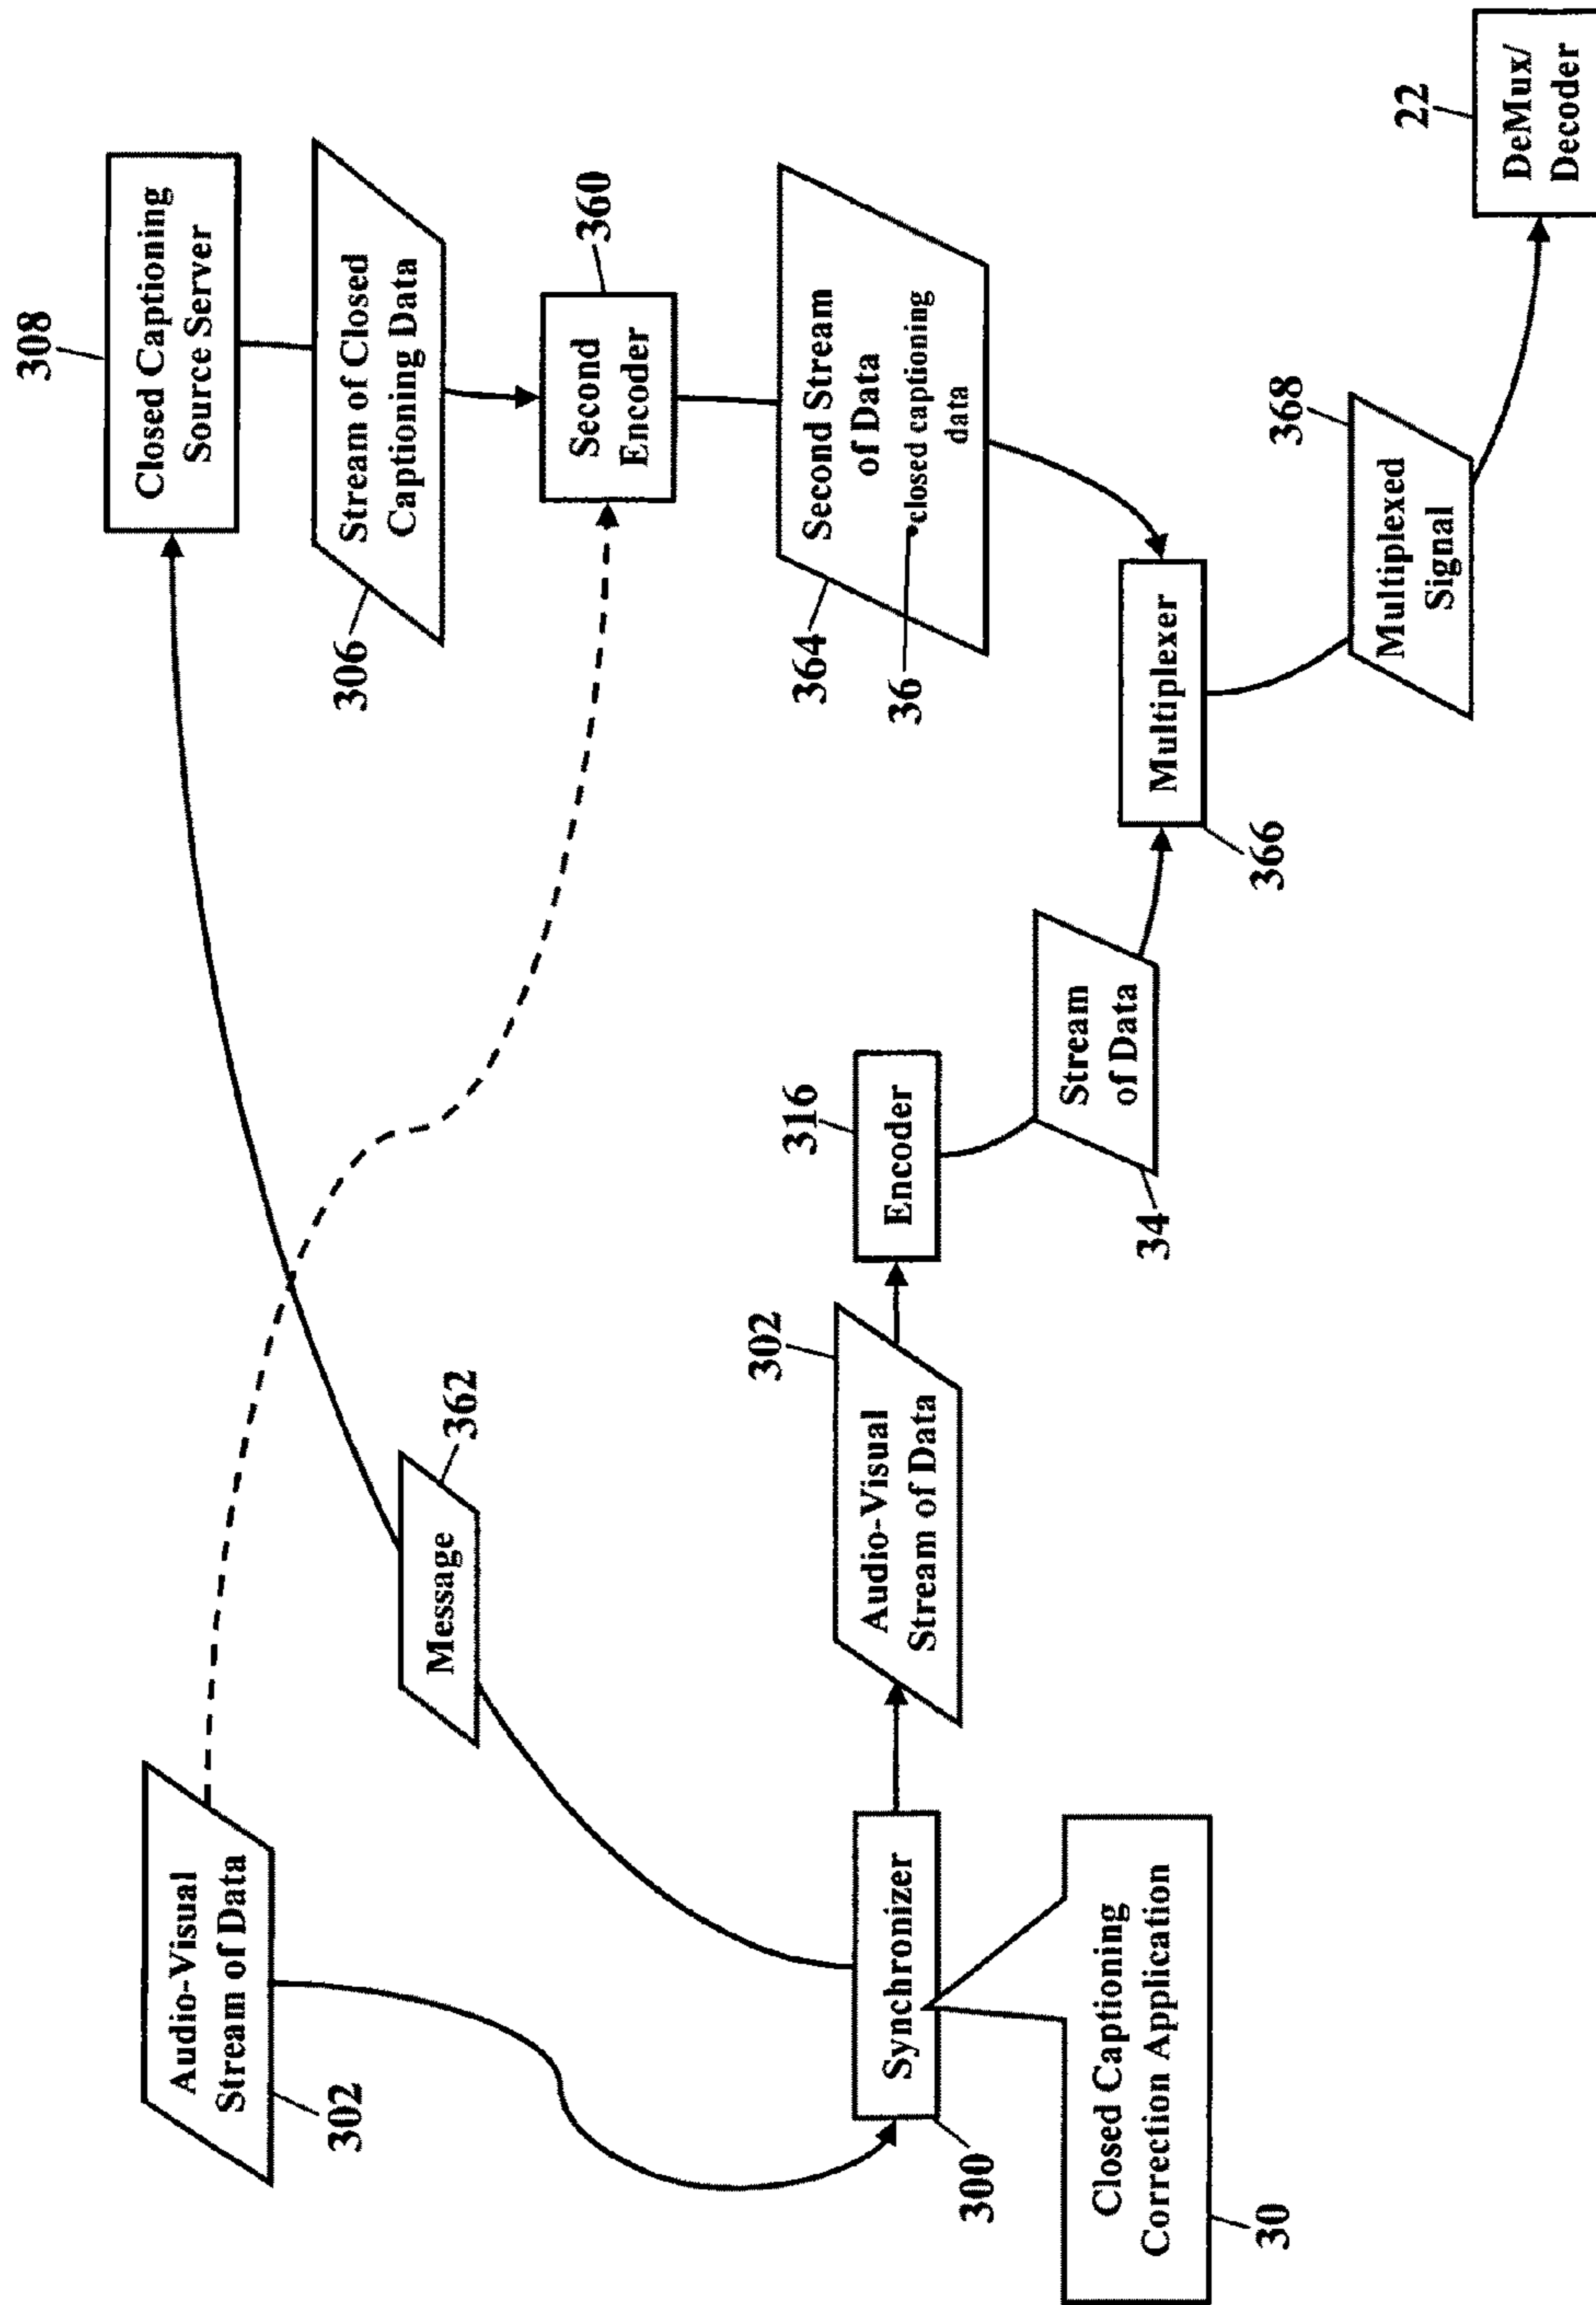 Audio-Visual
Stream of Data
302
Message
362
308
Closed Captioning
Source Server
Stream of Closed
Captioning Data
306
Second
Encoder
360
Second Stream
of Data
closed captioning
data
364
36
Synchronizer
300
Closed Captioning
Correction Application
30
302
Audio-Visual
Stream of Data
316
Encoder
Stream
of Data
34
Multiplexer
366
368
Multiplexed
Signal
22
DeMux/
Decoder